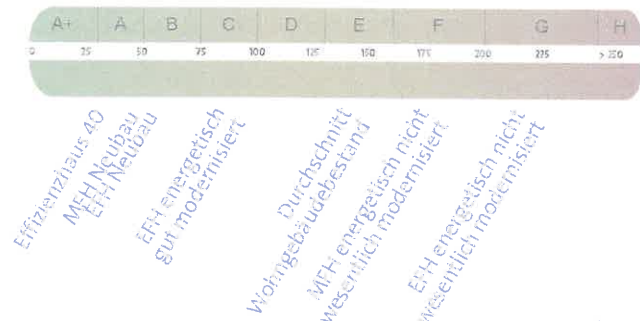 A+ A B C D E F G H
0 25 50 75 100 125 150 175 200 225 > 250
Effizienzhaus 40
MFH Neubau
EFH Neubau
EFH energetisch
gut modernisiert
Durchschnitt
Wohngebäudebestand
MFH energetisch nicht
wesentlich modernisiert
EFH energetisch nicht
wesentlich modernisiert